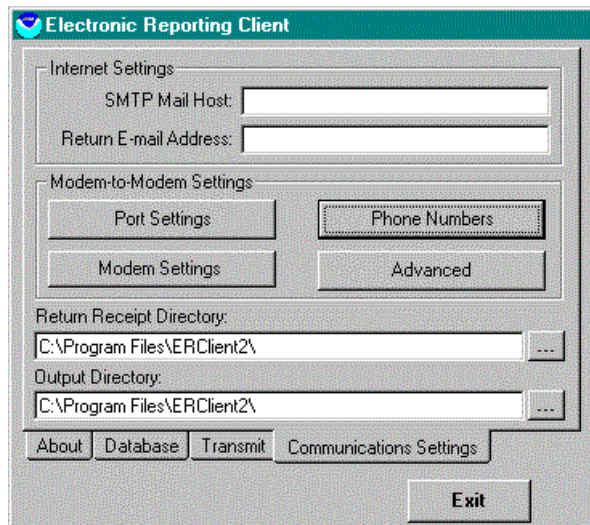 Electronic Reporting Client
Internet Settings
SMTP Mail Host:
Return E-mail Address:
Modem-to-Modem Settings
Port Settings
Phone Numbers
Modem Settings
Advanced
Return Receipt Directory:
C:\Program Files\ERClient2\
...
Output Directory:
C:\Program Files\ERClient2\
...
About Database Transmit Communications Settings
Exit